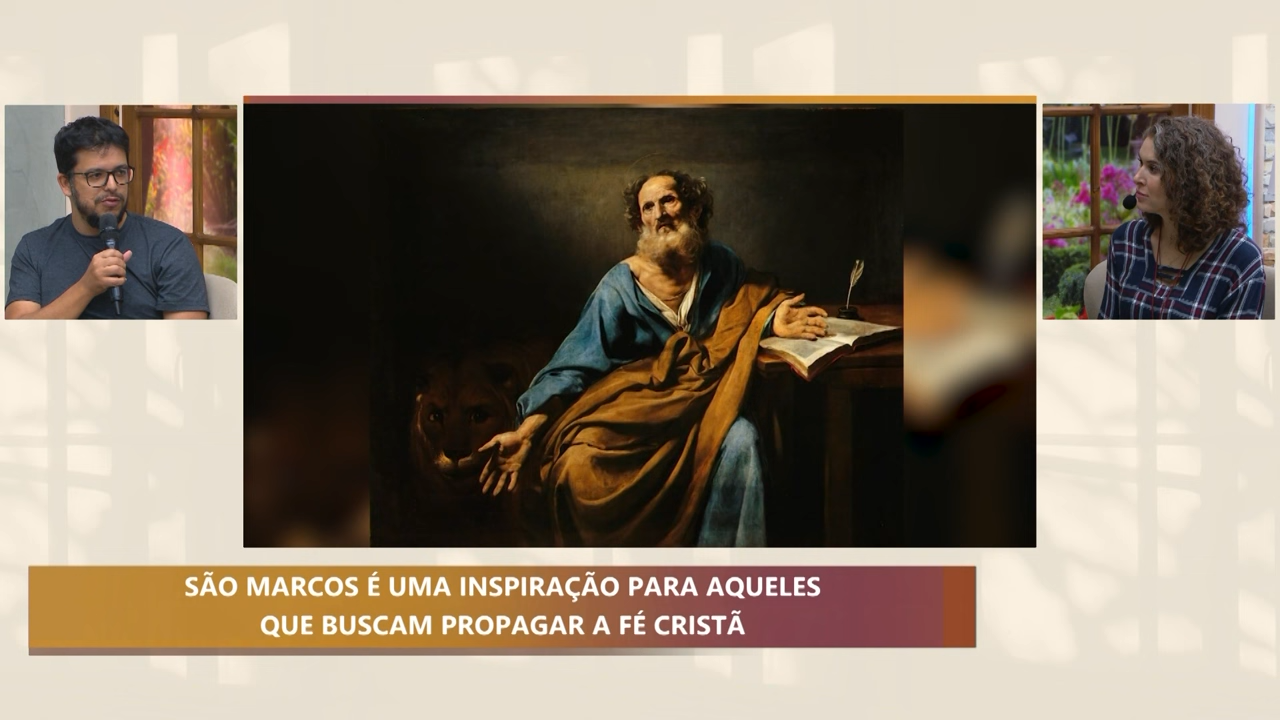 SÃO MARCOS É UMA INSPIRAÇÃO PARA AQUELES
QUE BUSCAM PROPAGAR A FÉ CRISTÃ